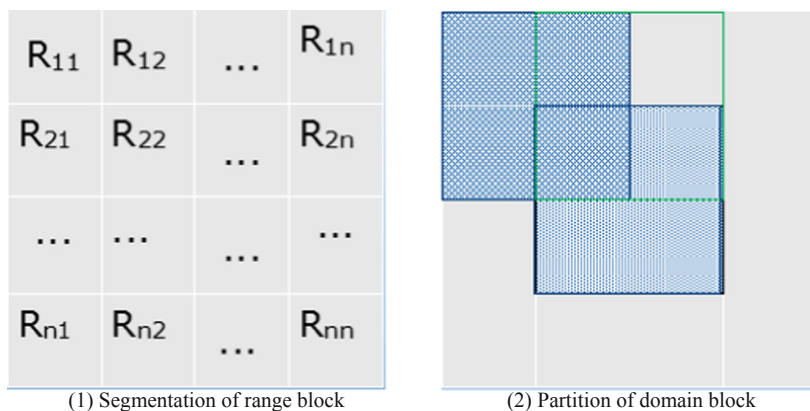 R11 R12 ... R1n
R21 R22 ... R2n
... ... ... ...
Rn1 Rn2 ... Rnn
(1) Segmentation of range block
(2) Partition of domain block